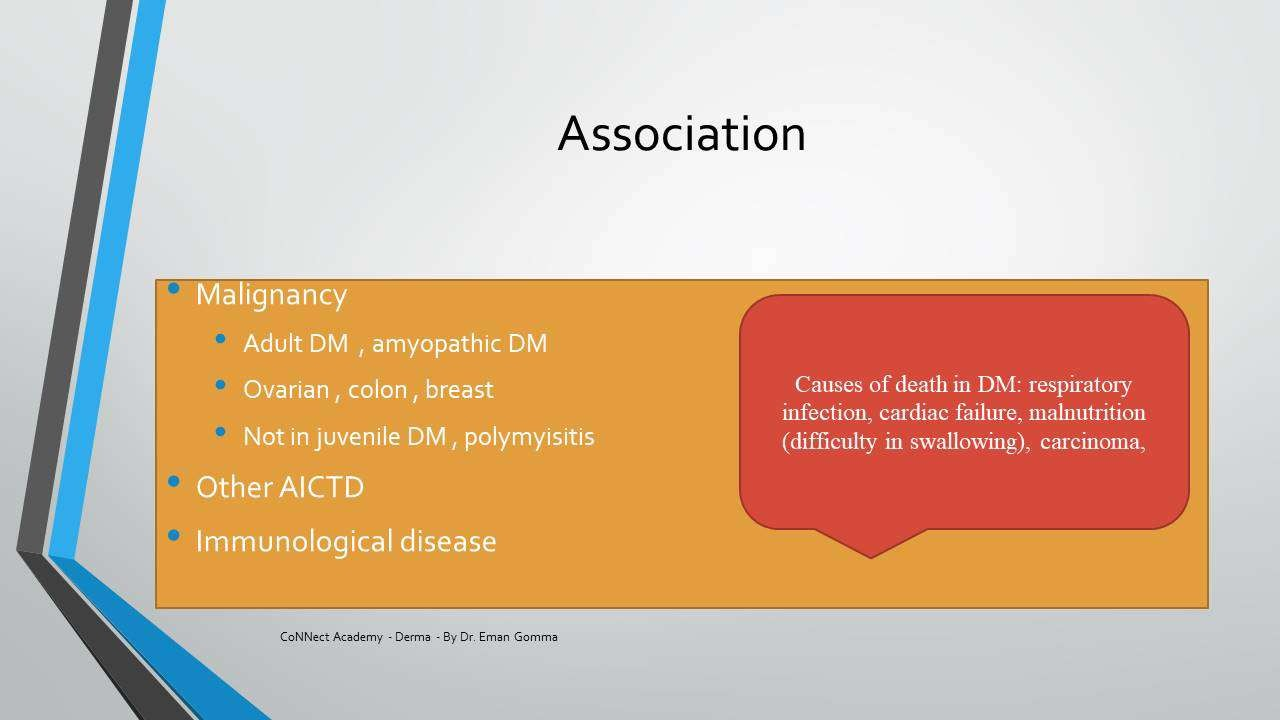 Association
Malignancy
Adult DM , amyopathic DM
Ovarian , colon , breast
Not in juvenile DM , polymyisitis
Other AICTD
Immunological disease
Causes of death in DM: respiratory
infection, cardiac failure, malnutrition
(difficulty in swallowing), carcinoma,
CoNNect Academy - Derma - By Dr. Eman Gomma